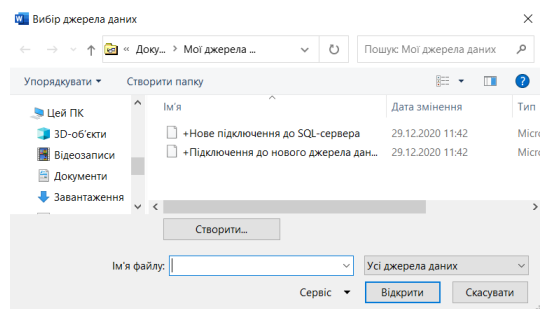 Вибір джерела даних
« Доку... > Мої джерела ...
Пошук: Мої джерела даних
Упорядкувати Створити папку
Ім'я Дата змінення Тип
Цей ПК
3D-об'єкти
Відеозаписи
Документи
Завантаження
+Нове підключення до SQL-сервера 29.12.2020 11:42 Micr
+Підключення до нового джерела дан... 29.12.2020 11:42 Micr
Створити...
Ім'я файлу: Усі джерела даних
Сервіс Відкрити Скасувати